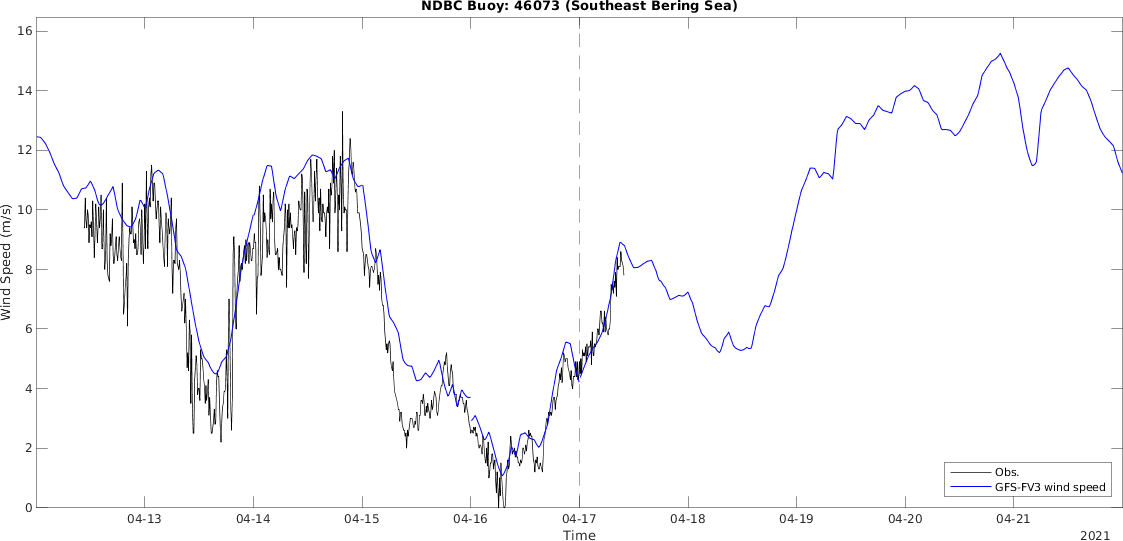 NDBC Buoy: 46073 (Southeast Bering Sea)
16
14
12
10
8
6
4
2
0
Wind Speed (m/s)
Obs.
GFS-FV3 wind speed
04-13 04-14 04-15 04-16 04-17 04-18 04-19 04-20 04-21
Time
2021